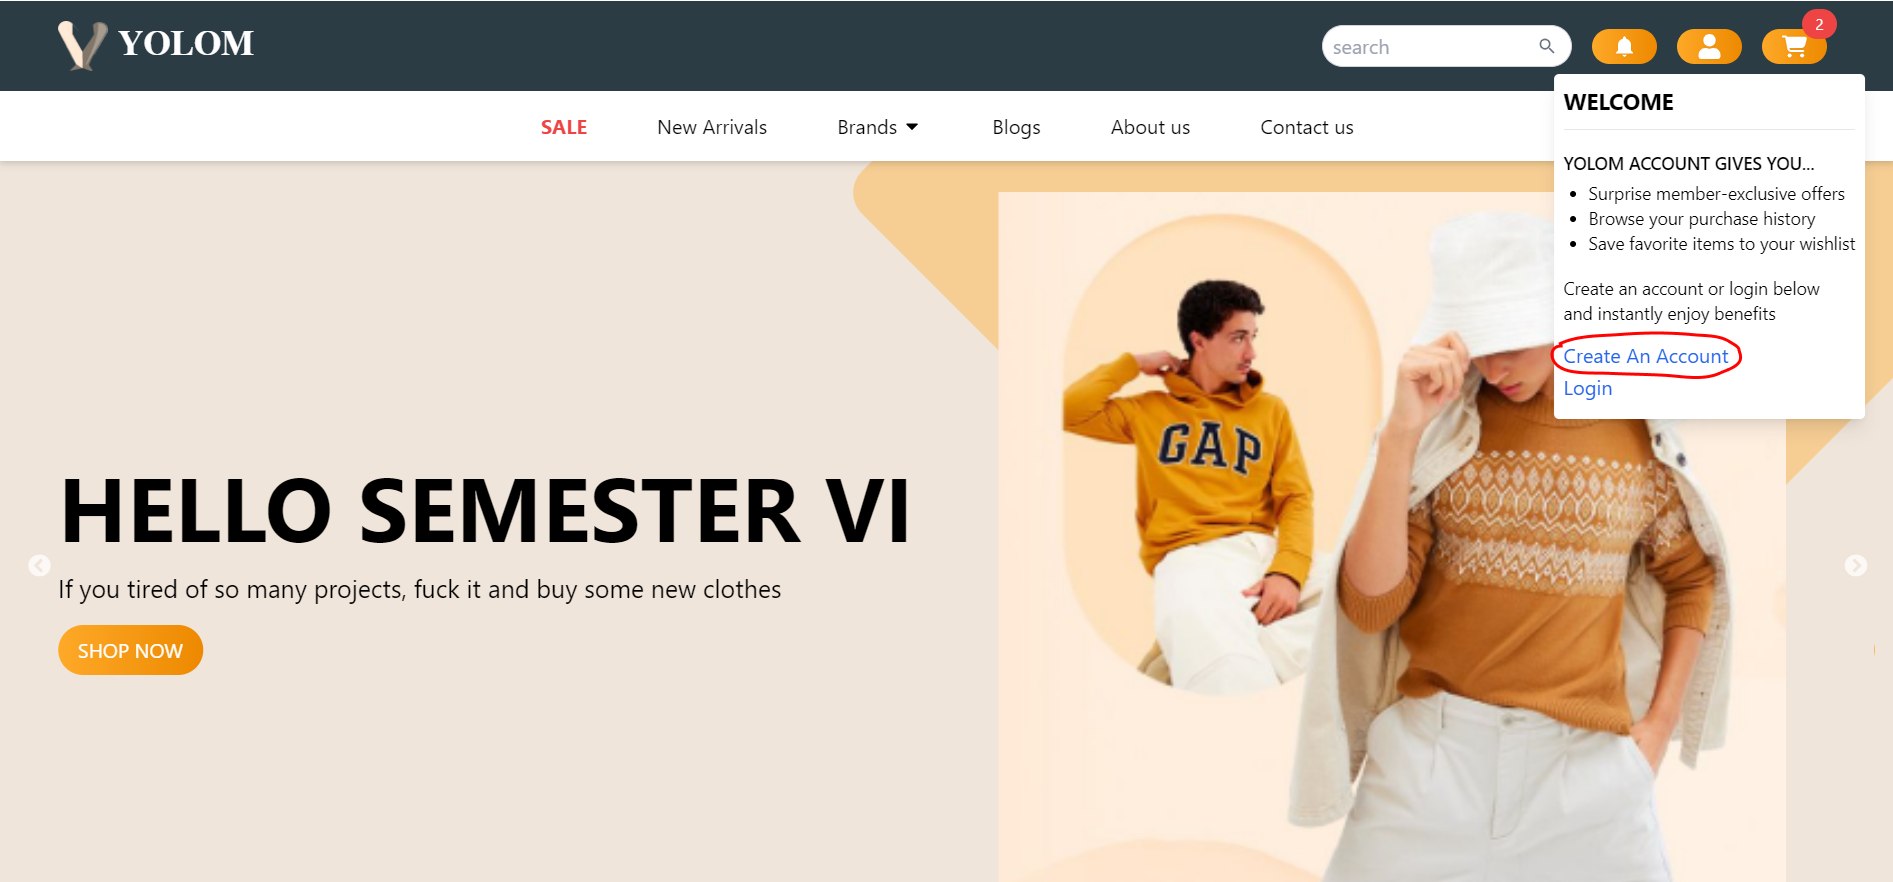 YOLOM
search
2
SALE
New Arrivals
Brands
Blogs
About us
Contact us
WELCOME
YOLOM ACCOUNT GIVES YOU...
Surprise member-exclusive offers
Browse your purchase history
Save favorite items to your wishlist
Create an account or login below
and instantly enjoy benefits
Create An Account
Login
GAP
HELLO SEMESTER VI
If you tired of so many projects, fuck it and buy some new clothes
SHOP NOW